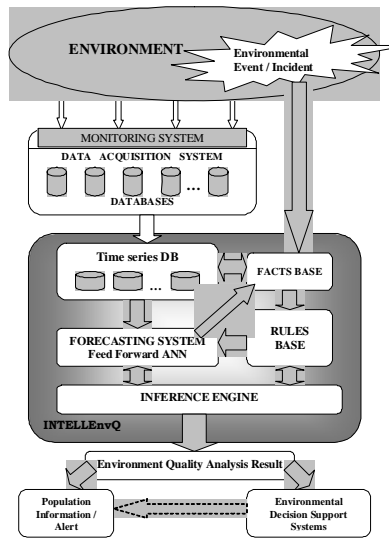 ENVIRONMENT
Environmental
Event / Incident
MONITORING SYSTEM
DATA ACQUISITION SYSTEM
...
DATABASES
Time series DB
...
FACTS BASE
FORECASTING SYSTEM
Feed Forward ANN
RULES
BASE
INFERENCE ENGINE
INTELLEnvQ
Environment Quality Analysis Result
Population
Information /
Alert
Environmental
Decision Support
Systems